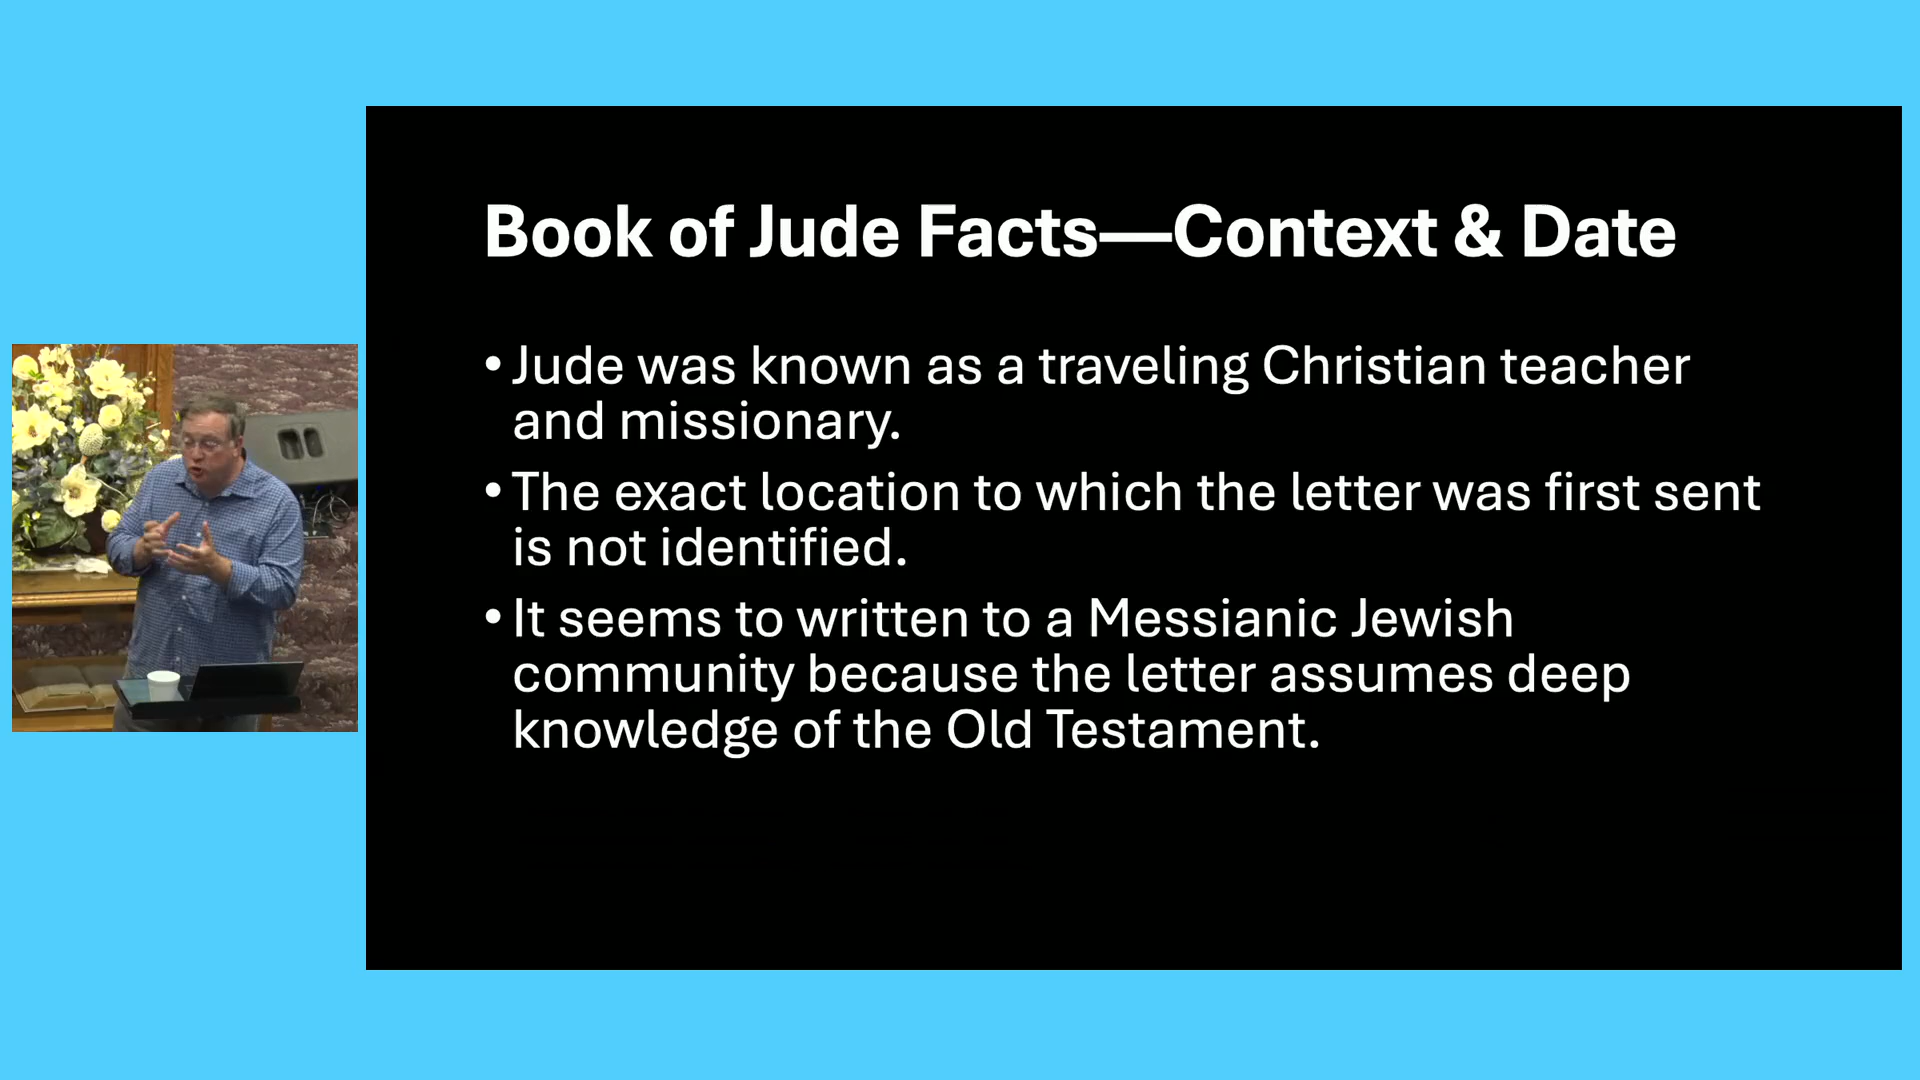 Book of Jude Facts—Context & Date
• Jude was known as a traveling Christian teacher
and missionary.
• The exact location to which the letter was first sent
is not identified.
• It seems to written to a Messianic Jewish
community because the letter assumes deep
knowledge of the Old Testament.